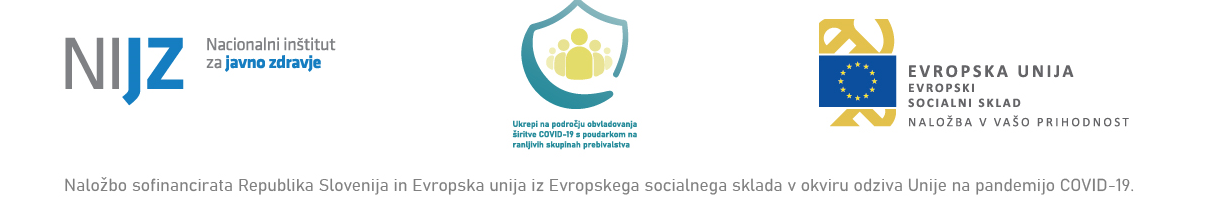 NIJZ
Nacionalni inštitut
za javno zdravje
Ukrepi na področju obvladovanja
širitve COVID-19 s poudarkom na
ranljivih skupinah prebivalstva
EVROPSKA UNIJA
EVROPSKI
SOCIALNI SKLAD
NALOŽBA V VAŠO PRIHODNOST
Naložbo sofinancirata Republika Slovenija in Evropska unija iz Evropskega socialnega sklada v okviru odziva Unije na pandemijo COVID-19.